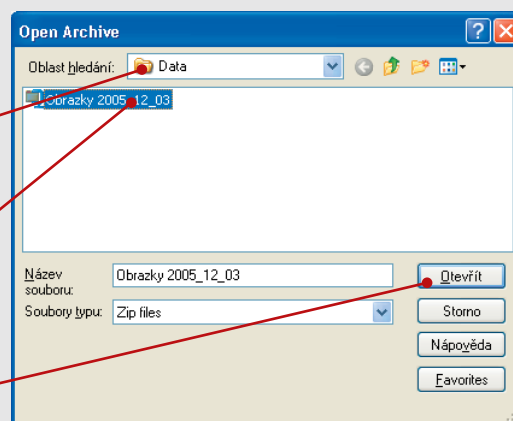 Open Archive
Oblast hledání: Data
Obrazky 2005_12_03
Název souboru: Obrazky 2005_12_03 Otevřít
Soubory typu: Zip files Storno
Nápověda
Favorites